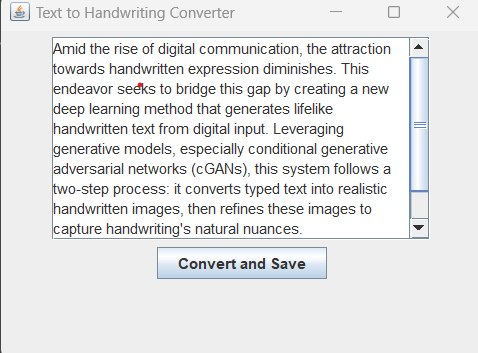 Text to Handwriting Converter
Amid the rise of digital communication, the attraction
towards handwritten expression diminishes. This
endeavor seeks to bridge this gap by creating a new
deep learning method that generates lifelike
handwritten text from digital input. Leveraging
generative models, especially conditional generative
adversarial networks (cGANs), this system follows a
two-step process: it converts typed text into realistic
handwritten images, then refines these images to
capture handwriting's natural nuances.
Convert and Save